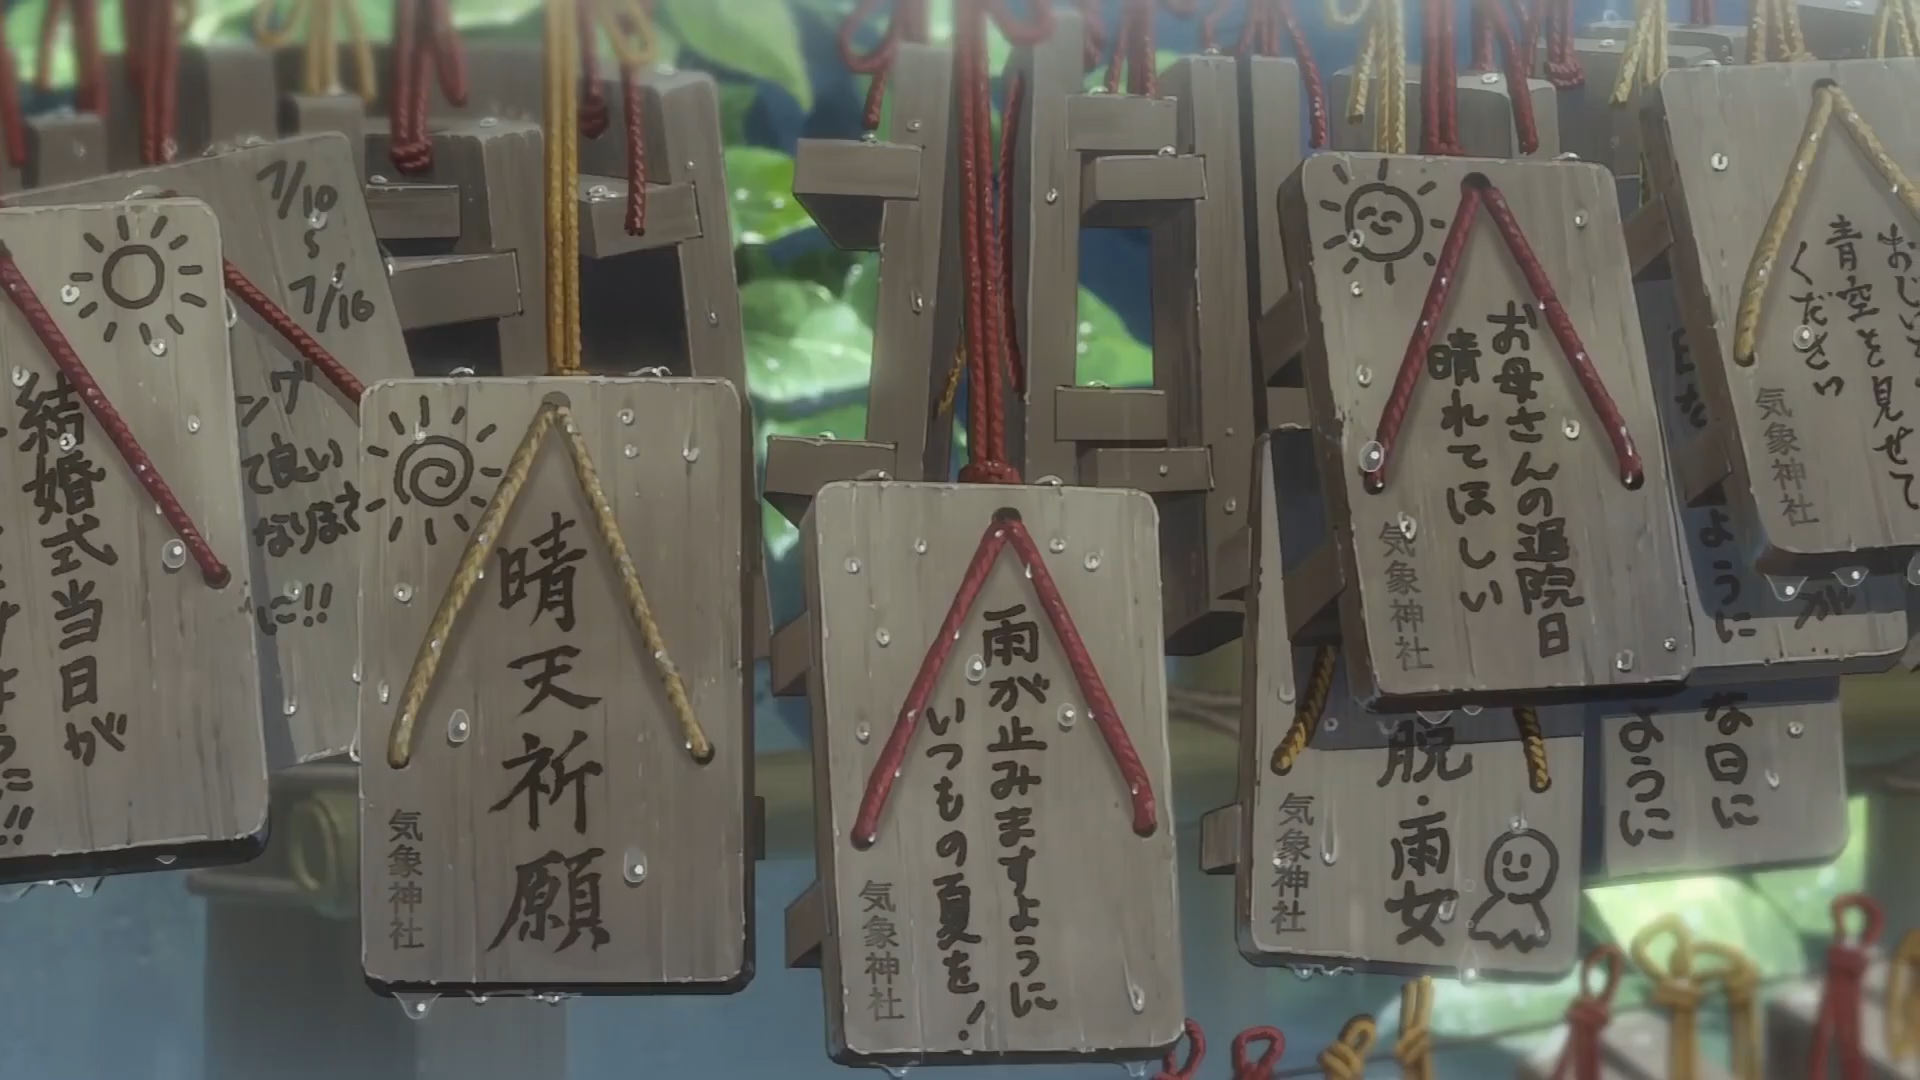 結婚式当日が
7/10
〜
7/16
て良い
なりますよ
に!!
晴天祈願
気象神社
雨が止みますように
いつもの夏を!
気象神社
お母さんの退院日
晴れてほしい
気象神社
脱・雨女
気象神社
ように
が
な日に
ように
青空を見せて
ください
気象神社